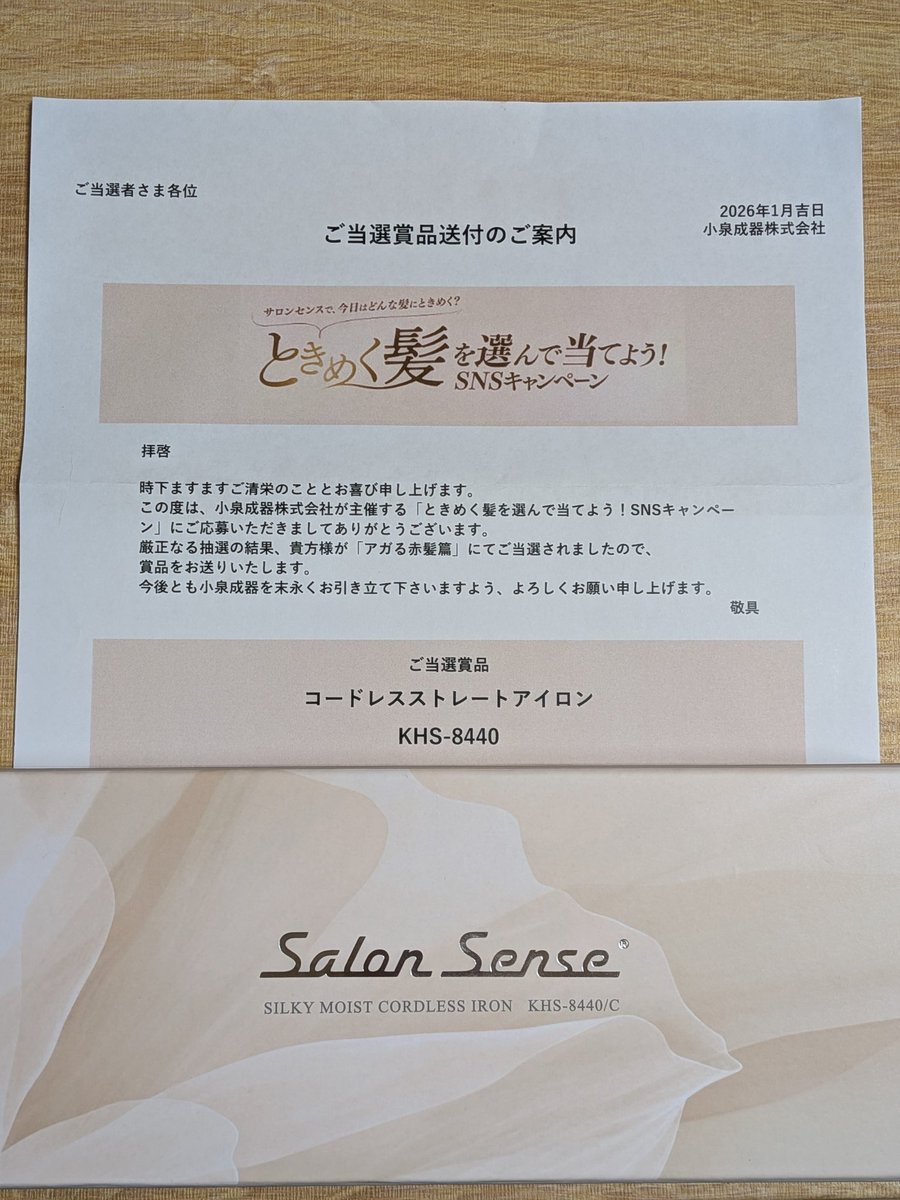 ご当選者さま各位
2026年1月吉日
小泉成器株式会社
ご当選賞品送付のご案内
サロンセンスで、今日はどんな髪にときめく?
ときめく髪を選んで当てよう!
SNSキャンペーン
拝啓
時下ますますご清栄のこととお喜び申し上げます。
この度は、小泉成器株式会社が主催する「ときめく髪を選んで当てよう!SNSキャンペー
ン」にご応募いただきましてありがとうございます。
厳正なる抽選の結果、貴方様が「アガる赤髪篇」にてご当選されましたので、
賞品をお送りいたします。
今後とも小泉成器を末永くお引き立て下さいますよう、よろしくお願い申し上げます。
敬具
ご当選賞品
コードレスストレートアイロン
KHS-8440
Salon Sense®
SILKY MOIST CORDLESS IRON KHS-8440/C